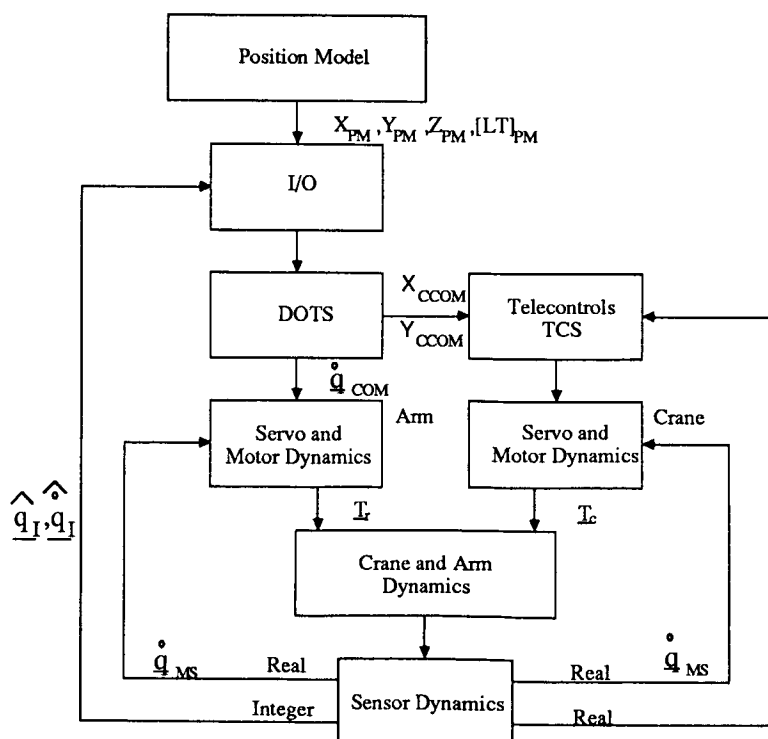 Position Model
X_PM, Y_PM, Z_PM, [LT]_PM
I/O
DOTS
X_CCOM
Y_CCOM
Telecontrols
TCS
q̊_COM
Arm
Servo and
Motor Dynamics
Crane
Servo and
Motor Dynamics
q̂_I, q̊̂_I
T_r
T_c
Crane and Arm
Dynamics
q̊_MS
Real
Real
q̊_MS
Integer
Sensor Dynamics
Real